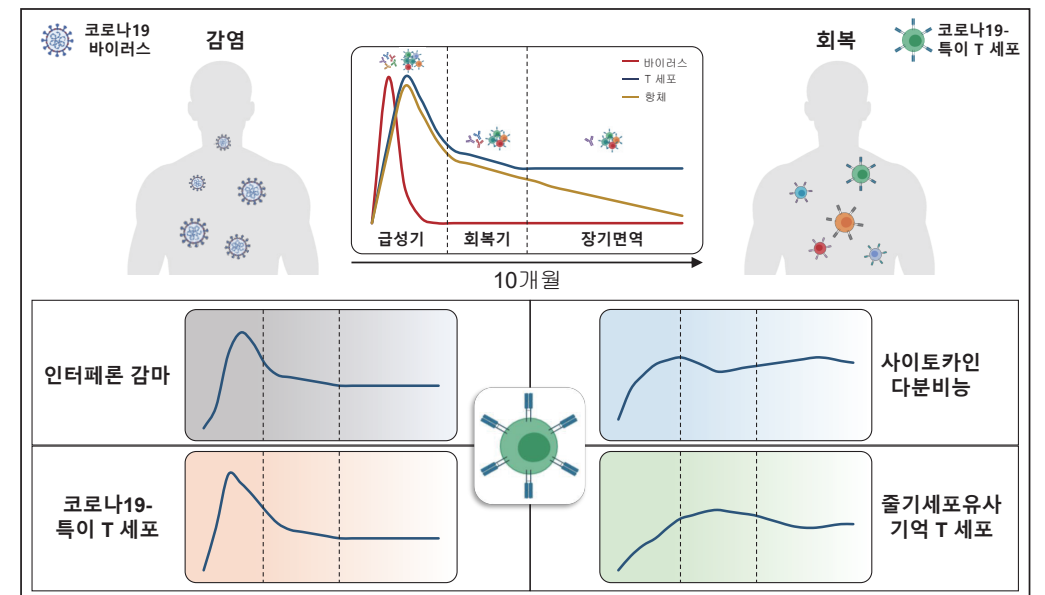 코로나19
바이러스
감염
바이러스
T 세포
항체
급성기
회복기
장기면역
10개월
회복
코로나19-
특이 T 세포
인터페론 감마
사이토카인
다분비능
코로나19-
특이 T 세포
줄기세포유사
기억 T 세포